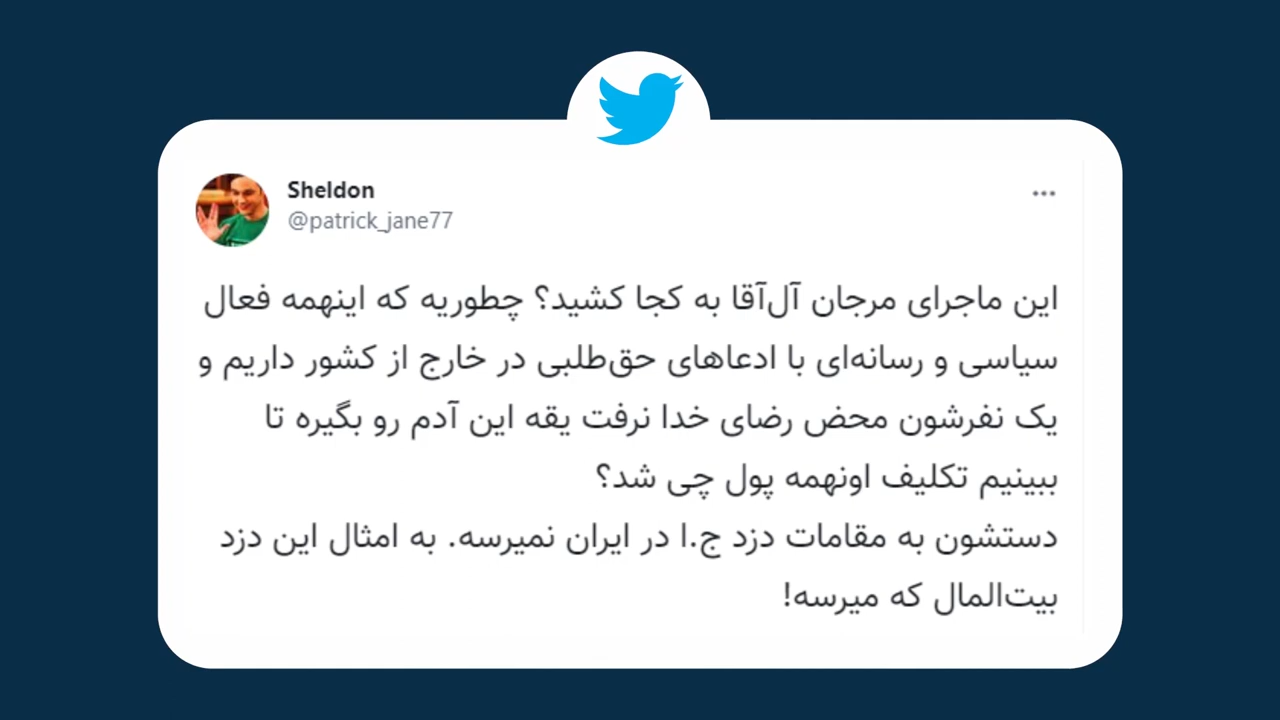 Sheldon
@patrick_jane77
این ماجرای مرجان آل‌آقا به کجا کشید؟ چطوریه که اینهمه فعال
سیاسی و رسانه‌ای با ادعاهای حق‌طلبی در خارج از کشور داریم و
یک نفرشون محض رضای خدا نرفت یقه این آدم رو بگیره تا
ببینیم تکلیف اونهمه پول چی شد؟
دستشون به مقامات دزد ج.ا در ایران نمیرسه. به امثال این دزد
بیت‌المال که میرسه!